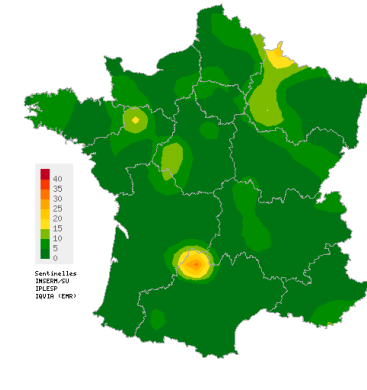 40
35
30
25
20
15
10
5
0
Sentinelles
INSERM/SU
IPLESP
IQVIA (EMR)